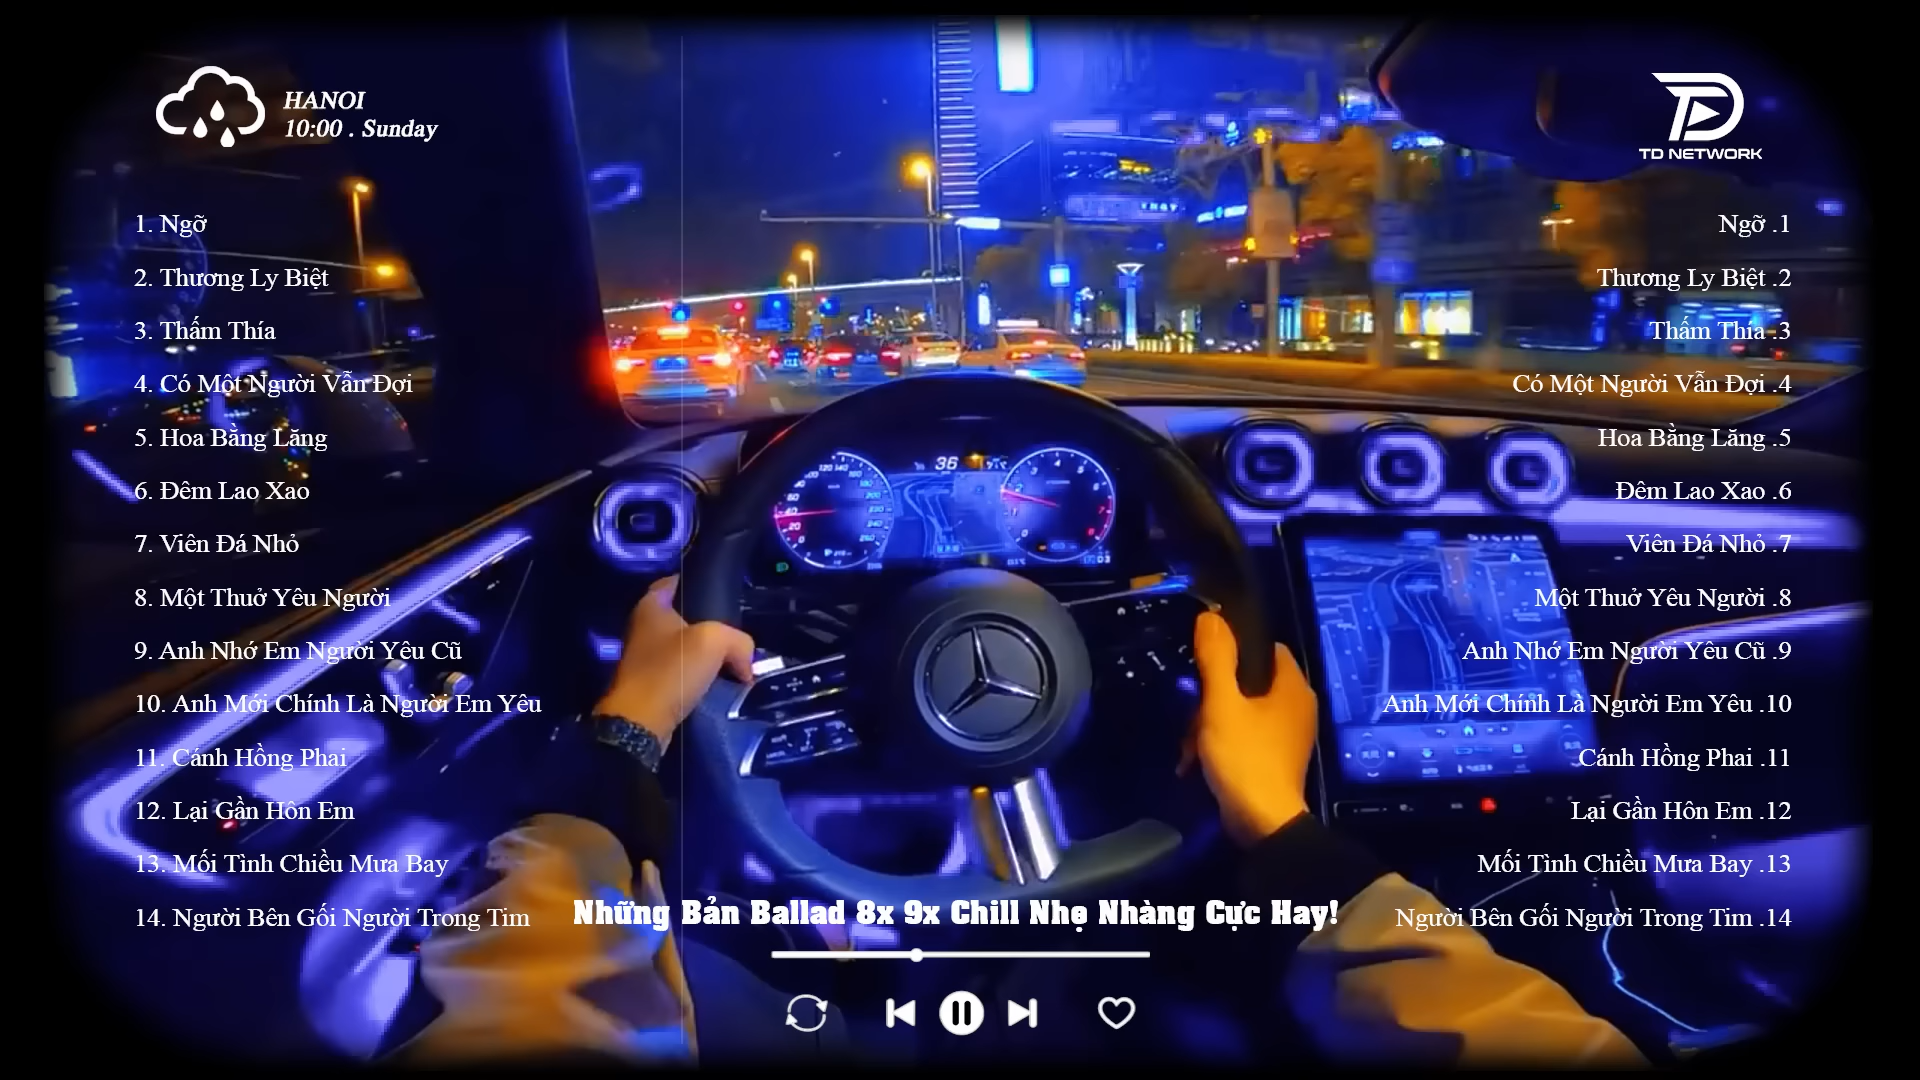 HANOI
10:00 . Sunday
TD NETWORK
1. Ngỡ
2. Thương Ly Biệt
3. Thấm Thía
4. Có Một Người Vẫn Đợi
5. Hoa Bằng Lăng
6. Đêm Lao Xao
7. Viên Đá Nhỏ
8. Một Thuở Yêu Người
9. Anh Nhớ Em Người Yêu Cũ
10. Anh Mới Chính Là Người Em Yêu
11. Cánh Hồng Phai
12. Lại Gần Hôn Em
13. Mối Tình Chiều Mưa Bay
14. Người Bên Gối Người Trong Tim
Ngỡ .1
Thương Ly Biệt .2
Thấm Thía .3
Có Một Người Vẫn Đợi .4
Hoa Bằng Lăng .5
Đêm Lao Xao .6
Viên Đá Nhỏ .7
Một Thuở Yêu Người .8
Anh Nhớ Em Người Yêu Cũ .9
Anh Mới Chính Là Người Em Yêu .10
Cánh Hồng Phai .11
Lại Gần Hôn Em .12
Mối Tình Chiều Mưa Bay .13
Người Bên Gối Người Trong Tim .14
36
Những Bản Ballad 8x 9x Chill Nhẹ Nhàng Cực Hay!